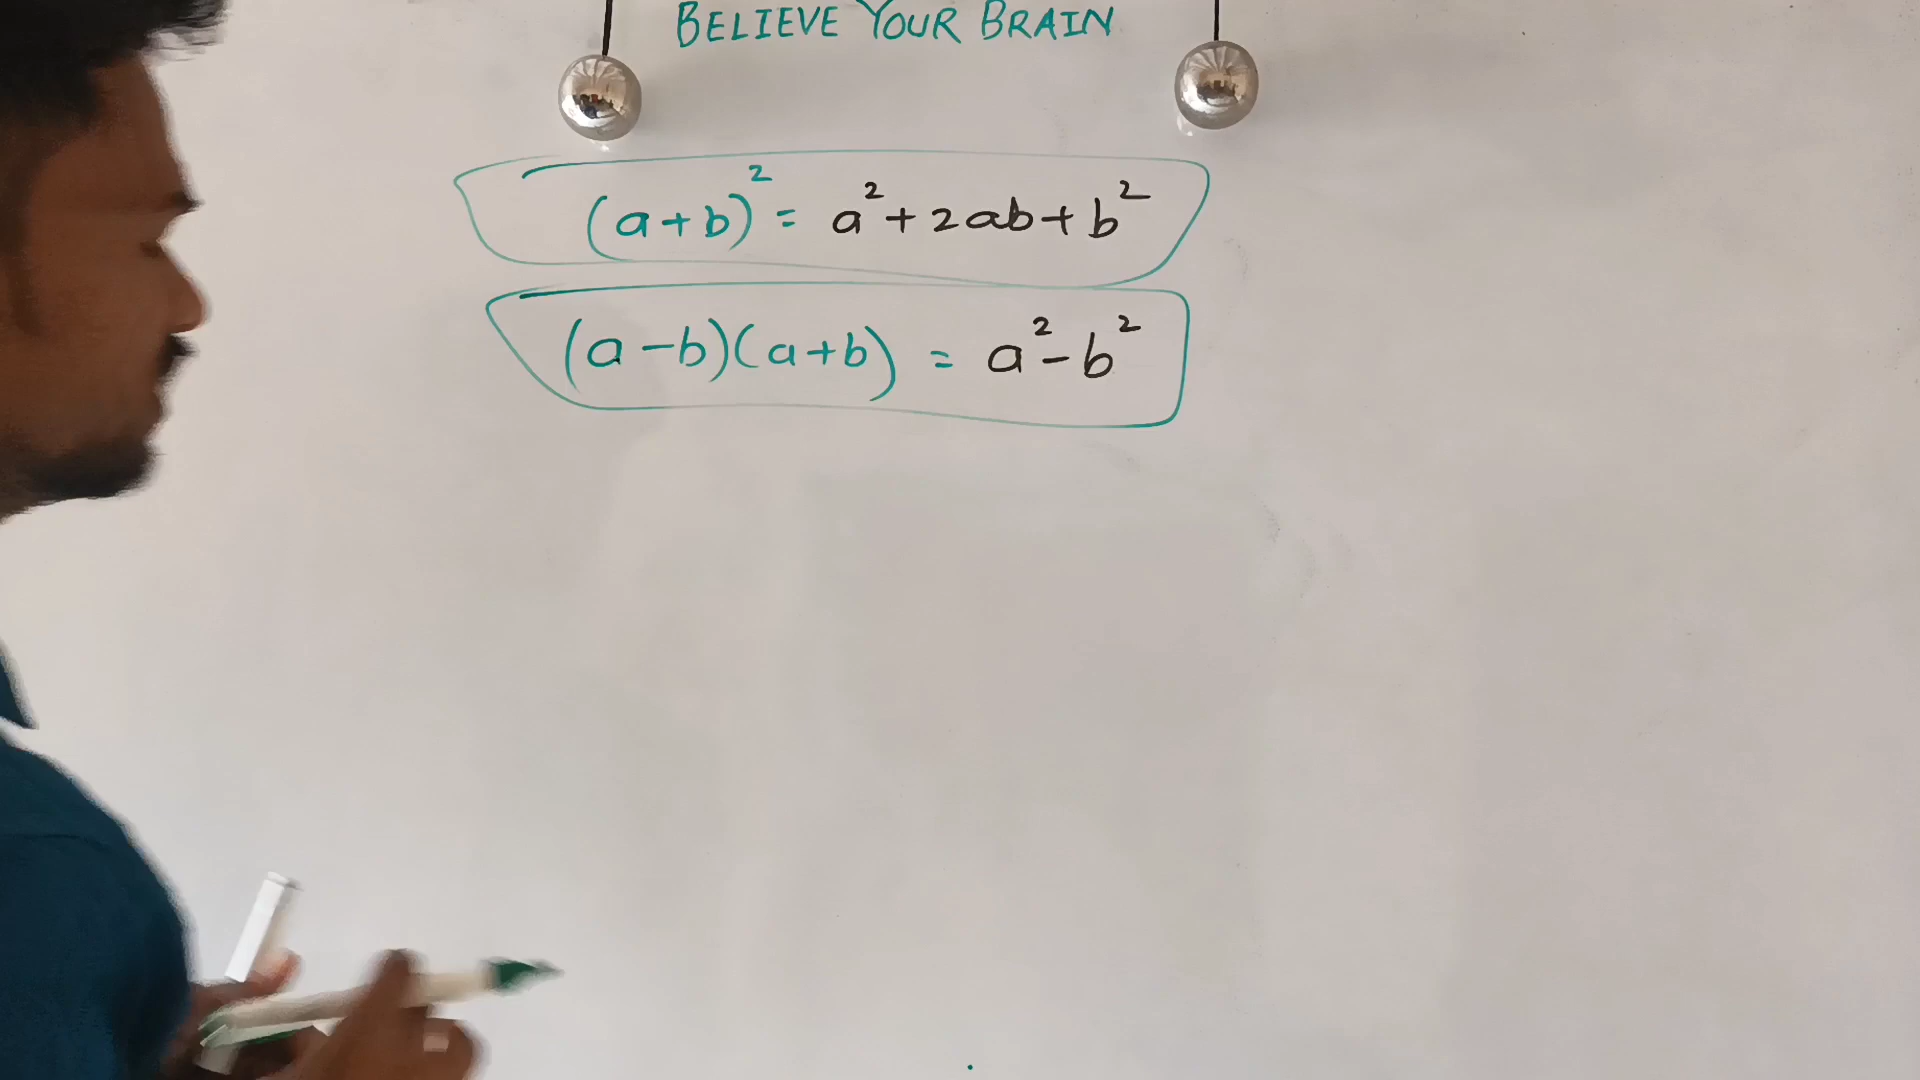 BELIEVE YOUR BRAIN
(a+b)² = a²+2ab+b²
(a-b)(a+b) = a²-b²